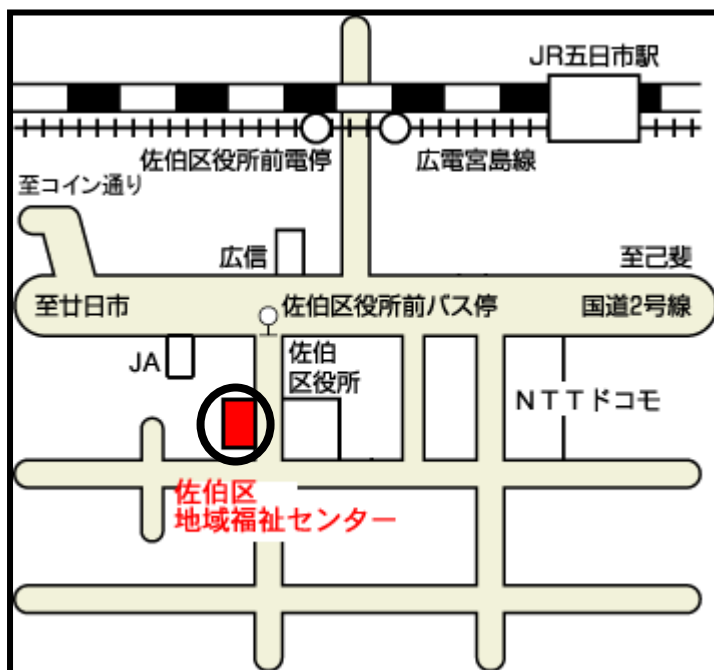 JR五日市駅
佐伯区役所前電停
広電宮島線
至コイン通り
広信
至己斐
至廿日市
佐伯区役所前バス停
国道2号線
JA
佐伯
区役所
NTTドコモ
佐伯区
地域福祉センター